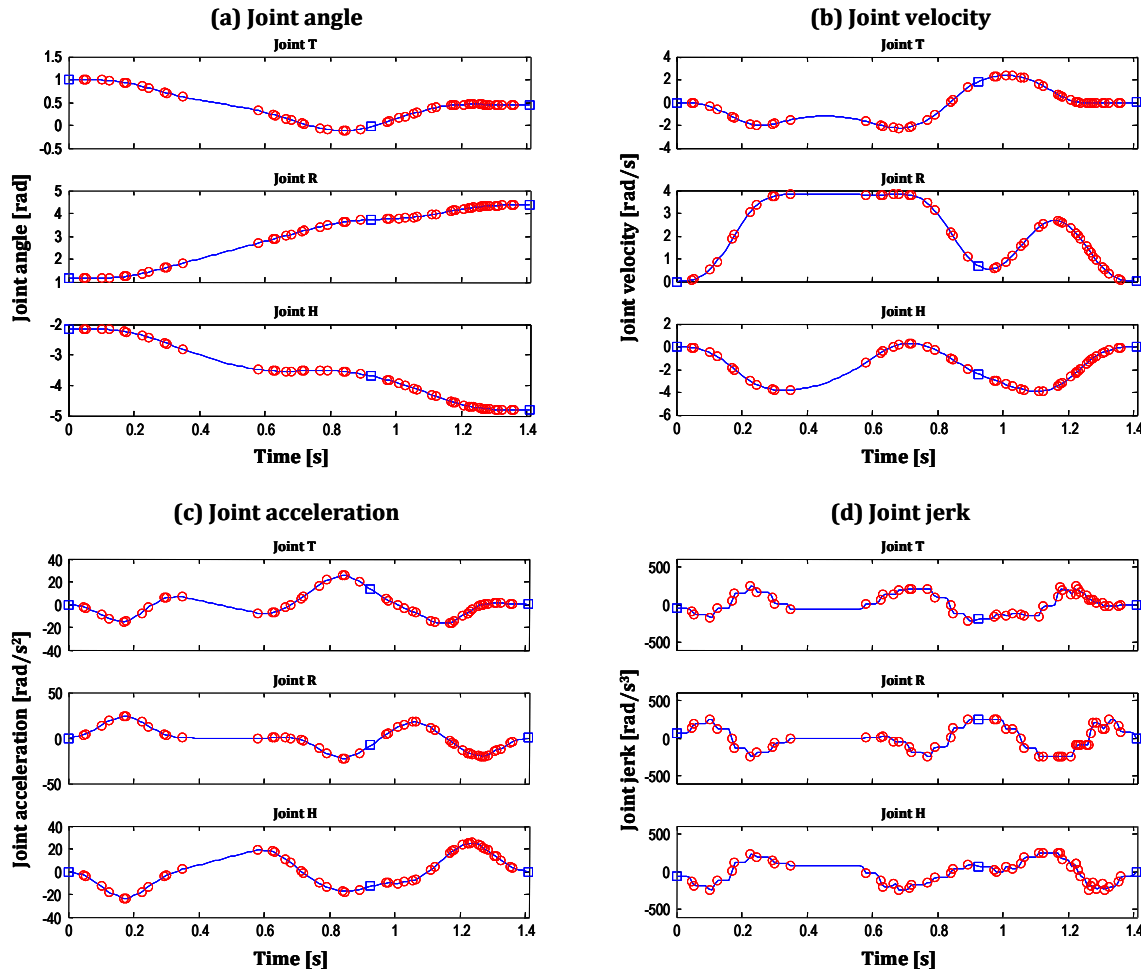 (a) Joint angle
Joint T
1.5
1
0.5
0
-0.5
Joint R
5
4
3
2
1
Joint H
-2
-3
-4
-5
0 0.2 0.4 0.6 0.8 1 1.2 1.4
Joint angle [rad]
Time [s]
(b) Joint velocity
Joint T
4
2
0
-2
-4
Joint R
4
3
2
1
0
Joint H
2
0
-2
-4
-6
0 0.2 0.4 0.6 0.8 1 1.2 1.4
Joint velocity [rad/s]
Time [s]
(c) Joint acceleration
Joint T
40
20
0
-20
-40
Joint R
50
0
-50
Joint H
40
20
0
-20
40
0 0.2 0.4 0.6 0.8 1 1.2 1.4
Joint acceleration [rad/s²]
Time [s]
(d) Joint jerk
Joint T
500
0
-500
Joint R
500
0
-500
Joint H
500
0
-500
0 0.2 0.4 0.6 0.8 1 1.2 1.4
Joint jerk [rad/s³]
Time [s]